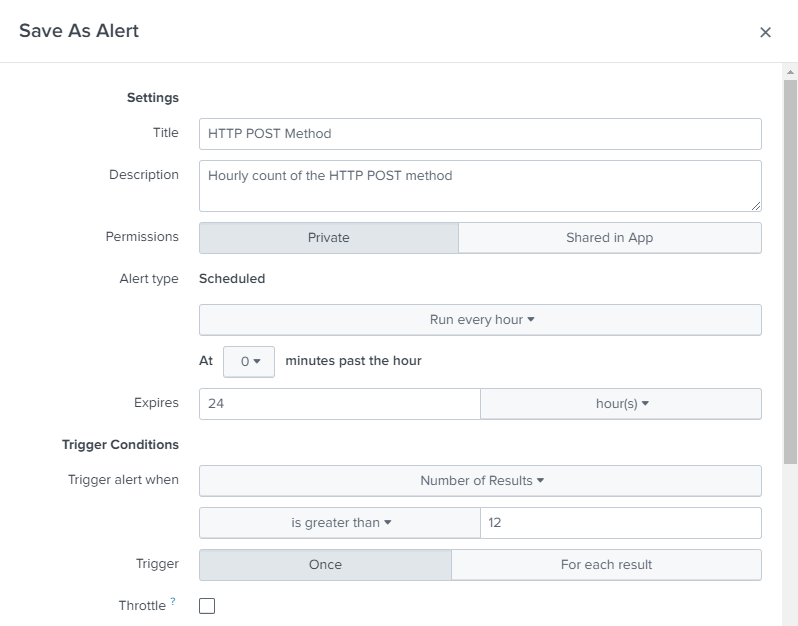 Save As Alert
Settings
Title
HTTP POST Method
Description
Hourly count of the HTTP POST method
Permissions
Private
Shared in App
Alert type
Scheduled
Run every hour
At
0
minutes past the hour
Expires
24
hour(s)
Trigger Conditions
Trigger alert when
Number of Results
is greater than
12
Trigger
Once
For each result
Throttle ?